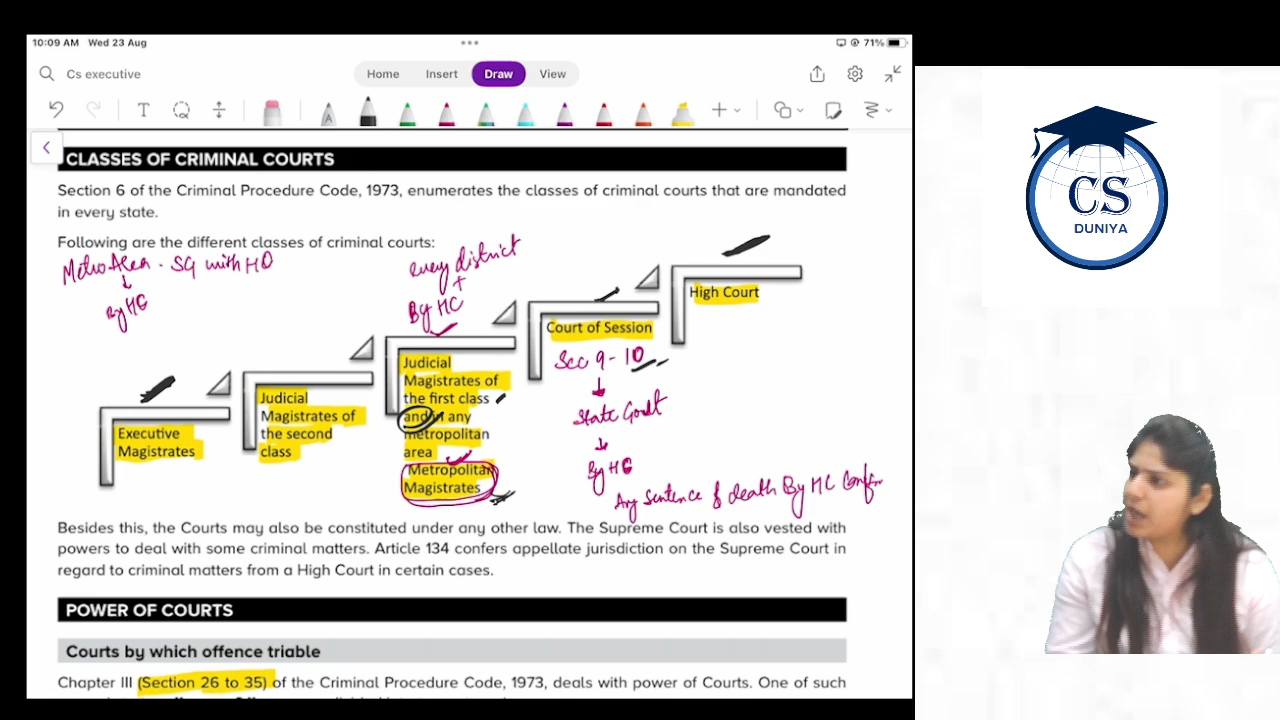 10:09 AM Wed 23 Aug
71%
Cs executive
Home Insert Draw View
CLASSES OF CRIMINAL COURTS
Section 6 of the Criminal Procedure Code, 1973, enumerates the classes of criminal courts that are mandated
in every state.
Following are the different classes of criminal courts:
Metro Area - SG with HO
By HC
every district
+
By HC
High Court
Court of Session
Sec 9-10
State Govt
By HC
Any Sentence of death By HC Confirm
Judicial
Magistrates of
the first class
and in any
metropolitan
area
Metropolitan
Magistrates
Judicial
Magistrates of
the second
class
Executive
Magistrates
Besides this, the Courts may also be constituted under any other law. The Supreme Court is also vested with
powers to deal with some criminal matters. Article 134 confers appellate jurisdiction on the Supreme Court in
regard to criminal matters from a High Court in certain cases.
POWER OF COURTS
Courts by which offence triable
Chapter III (Section 26 to 35) of the Criminal Procedure Code, 1973, deals with power of Courts. One of such
CS
DUNIYA